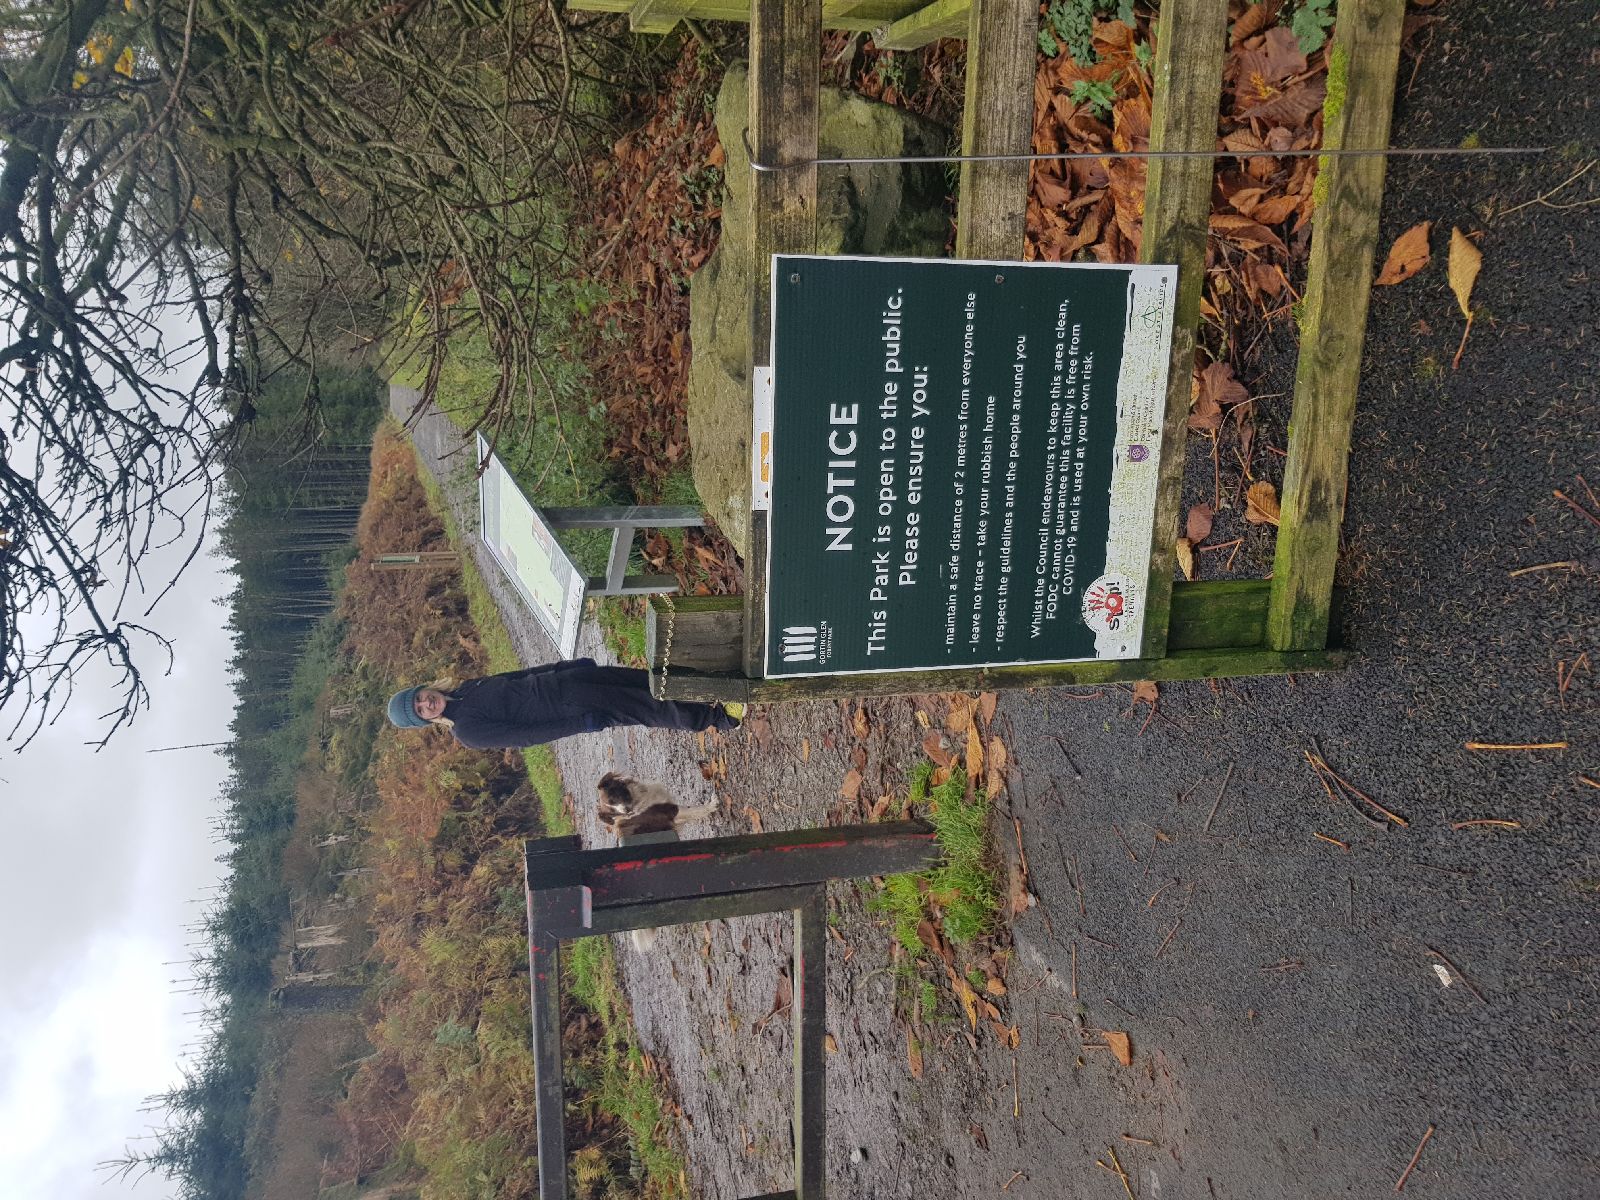 GORTIN GLEN
FOREST PARK
NOTICE
This Park is open to the public.
Please ensure you:
- maintain a safe distance of 2 metres from everyone else
- leave no trace – take your rubbish home
- respect the guidelines and the people around you
Whilst the Council endeavours to keep this area clean,
FODC cannot guarantee this facility is free from
COVID-19 and is used at your own risk.
STOP!